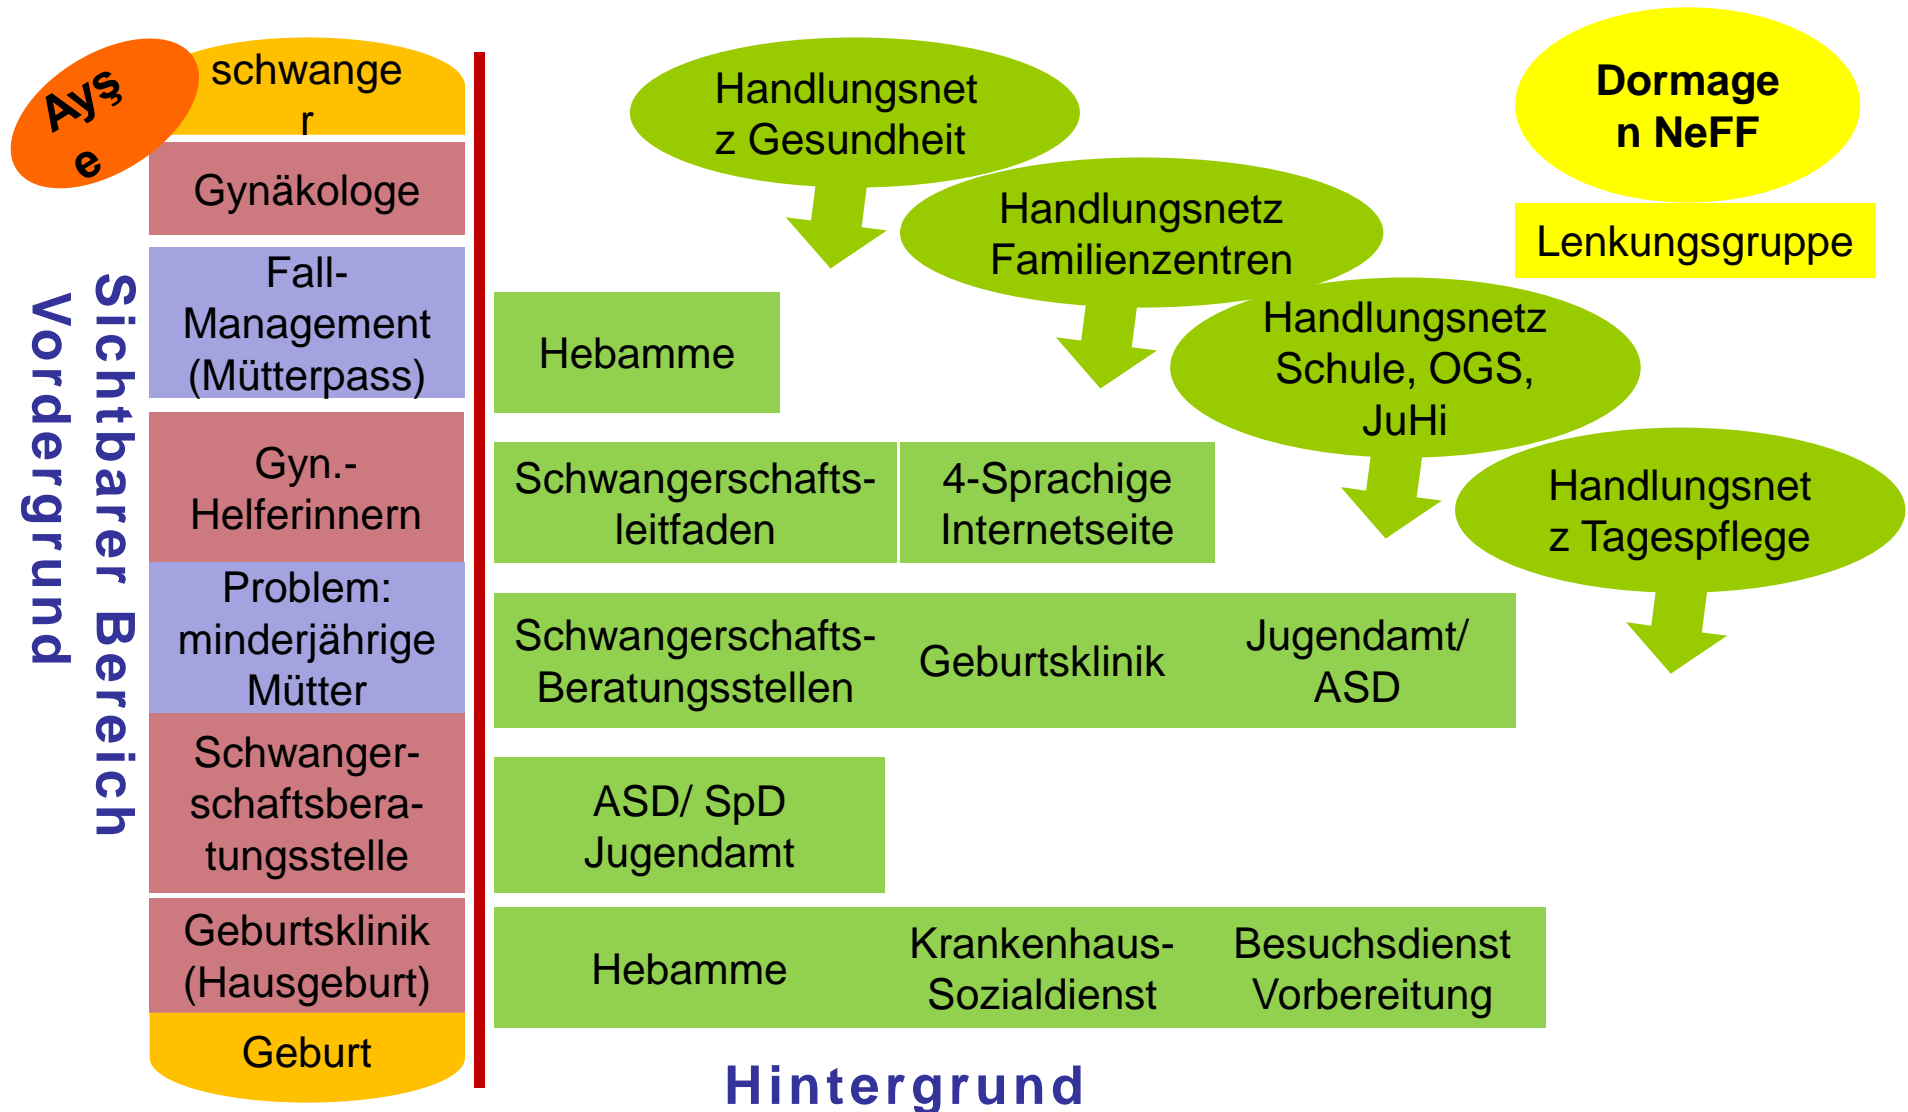 Ayş
e
schwange
r
Gynäkologe
Fall-
Management
(Mütterpass)
Gyn.-
Helferinnern
Problem:
minderjährige
Mütter
Schwanger-
schaftsbera-
tungsstelle
Geburtsklinik
(Hausgeburt)
Geburt
Sichtbarer Bereich
Vordergrund
Handlungsnet
z Gesundheit
Handlungsnetz
Familienzentren
Handlungsnetz
Schule, OGS,
JuHi
Handlungsnet
z Tagespflege
Dormage
n NeFF
Lenkungsgruppe
Hebamme
Schwangerschafts-
leitfaden
4-Sprachige
Internetseite
Schwangerschafts-
Beratungsstellen
Geburtsklinik
Jugendamt/
ASD
ASD/ SpD
Jugendamt
Hebamme
Krankenhaus-
Sozialdienst
Besuchsdienst
Vorbereitung
Hintergrund